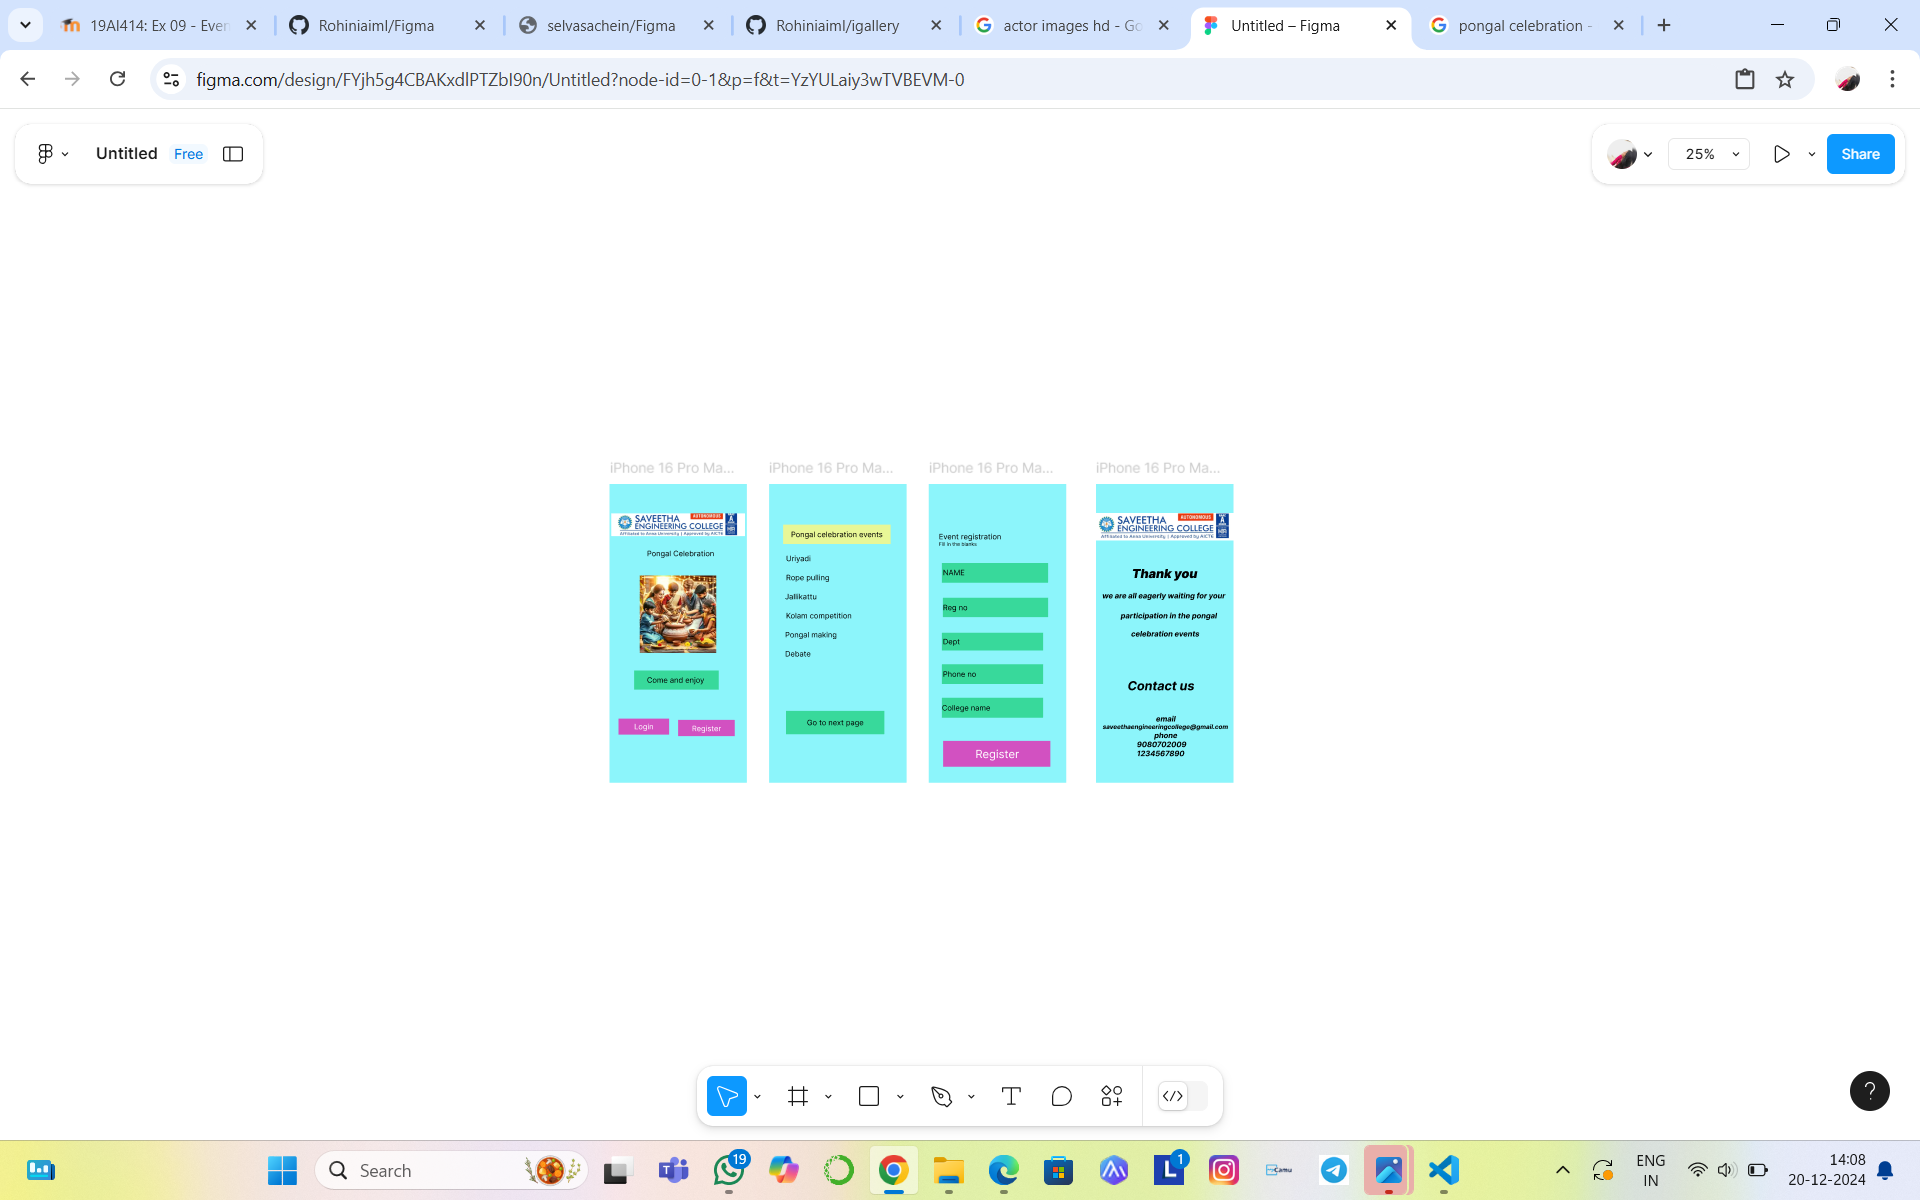 19AI414: Ex 09 - Even
Rohiniaiml/Figma
selvasachein/Figma
Rohiniaiml/igallery
actor images hd - Go
Untitled – Figma
pongal celebration -
figma.com/design/FYjh5g4CBAKxdlPTZbI90n/Untitled?node-id=0-1&p=f&t=YzYULaiy3wTVBEVM-0
Untitled
Free
25%
Share
iPhone 16 Pro Ma...
iPhone 16 Pro Ma...
iPhone 16 Pro Ma...
iPhone 16 Pro Ma...
SAVEETHA
AUTONOMOUS
ENGINEERING COLLEGE
Affiliated to Anna University | Approved by AICTE
Pongal Celebration
Come and enjoy
Login
Register
Pongal celebration events
Uriyadi
Rope pulling
Jallikattu
Kolam competition
Pongal making
Debate
Go to next page
Event registration
Fill in the blanks
NAME
Reg no
Dept
Phone no
College name
Register
SAVEETHA
AUTONOMOUS
ENGINEERING COLLEGE
Affiliated to Anna University | Approved by AICTE
Thank you
we are all eagerly waiting for your
participation in the pongal
celebration events
Contact us
email
saveethaengineeringcollege@gmail.com
phone
9080702009
1234567890
Search
19
1
Camu
ENG
IN
14:08
20-12-2024